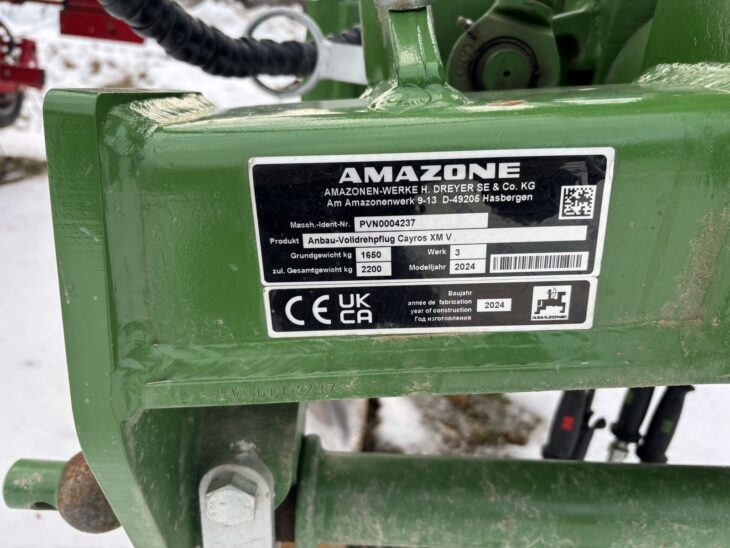 AMAZONE
AMAZONEN-WERKE H. DREYER SE & Co. KG
Am Amazonenwerk 9-13 D-49205 Hasbergen
Masch.-Ident-Nr. PVN0004237
Produkt Anbau-Volldrehpflug Cayros XM V
Grundgewicht kg 1650 Werk 3
zul. Gesamtgewicht kg 2200 Modelljahr 2024
CE UK CA
Baujahr
année de fabrication
year of construction
Год изготовления
2024
AMAZONE
PVN0004237